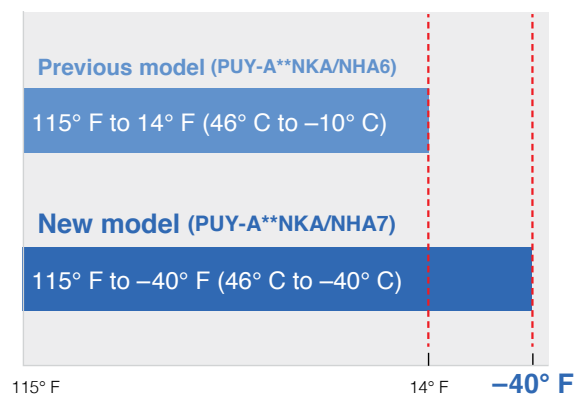 Previous model (PUY-A**NKA/NHA6)
115° F to 14° F (46° C to –10° C)
New model (PUY-A**NKA/NHA7)
115° F to –40° F (46° C to –40° C)
115° F 14° F –40° F